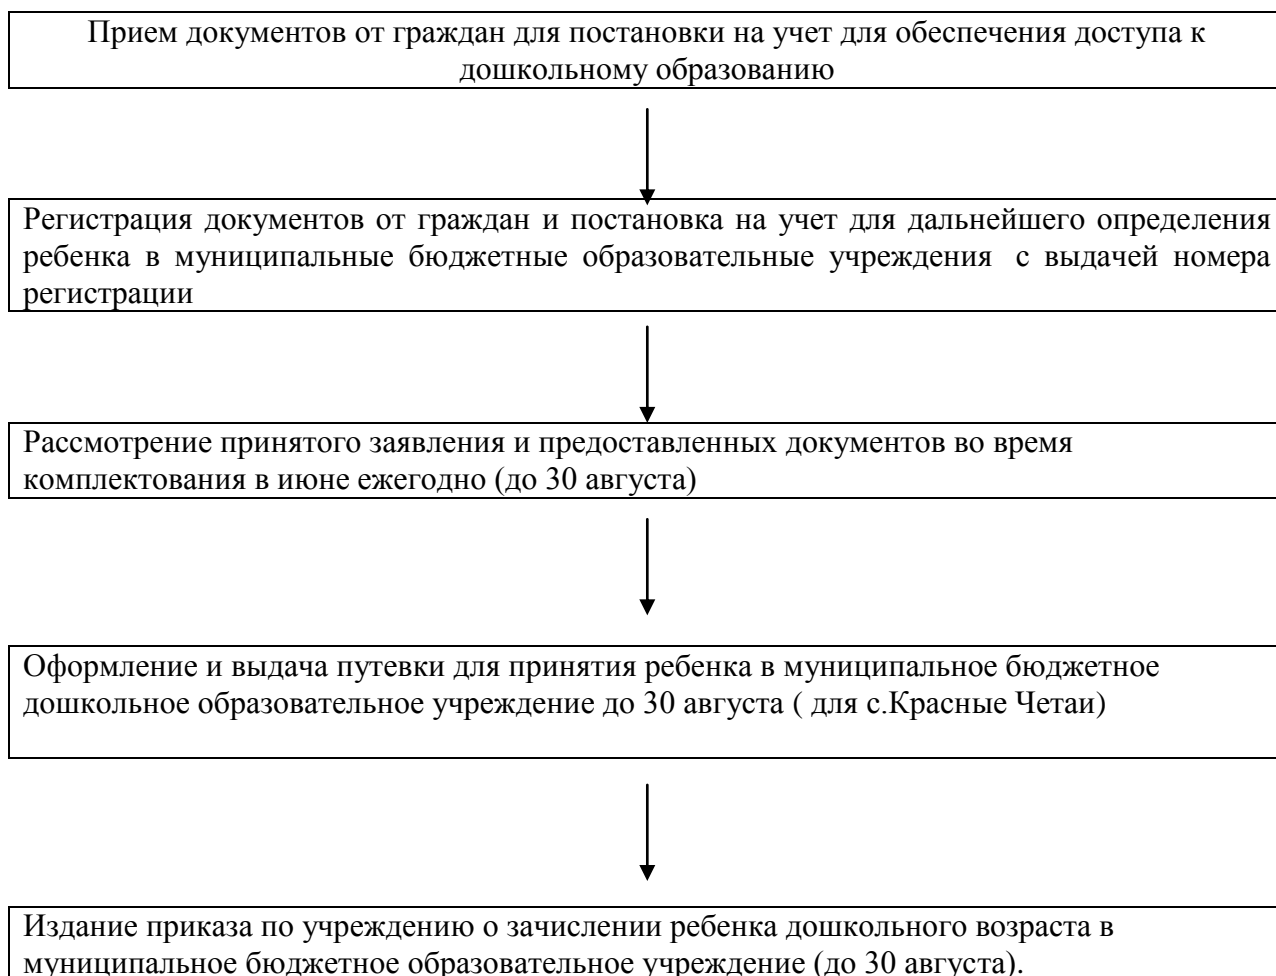 Прием документов от граждан для постановки на учет для обеспечения доступа к
дошкольному образованию
Регистрация документов от граждан и постановка на учет для дальнейшего определения
ребенка в муниципальные бюджетные образовательные учреждения с выдачей номера
регистрации
Рассмотрение принятого заявления и предоставленных документов во время
комплектования в июне ежегодно (до 30 августа)
Оформление и выдача путевки для принятия ребенка в муниципальное бюджетное
дошкольное образовательное учреждение до 30 августа ( для с.Красные Четаи)
Издание приказа по учреждению о зачислении ребенка дошкольного возраста в
муниципальное бюджетное образовательное учреждение (до 30 августа).